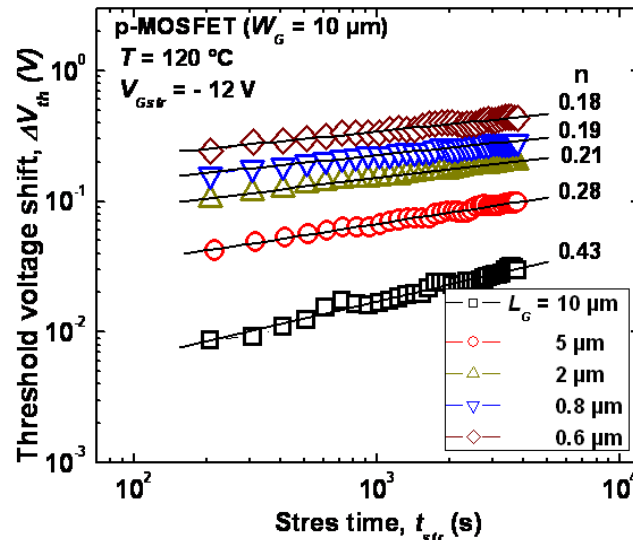 p-MOSFET (W_G = 10 µm)
T = 120 °C
V_Gstr = - 12 V
n
0.18
0.19
0.21
0.28
0.43
L_G = 10 µm
5 µm
2 µm
0.8 µm
0.6 µm
10^0
10^-1
10^-2
10^-3
10^2
10^3
10^4
Threshold voltage shift, ΔV_th (V)
Stres time, t_str (s)